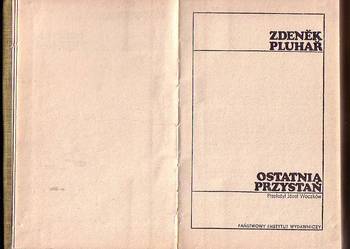 ZDENĚK
PLUHAŘ
OSTATNIA
PRZYSTAŃ
Przełożył Józef Waczków
PAŃSTWOWY INSTYTUT WYDAWNICZY